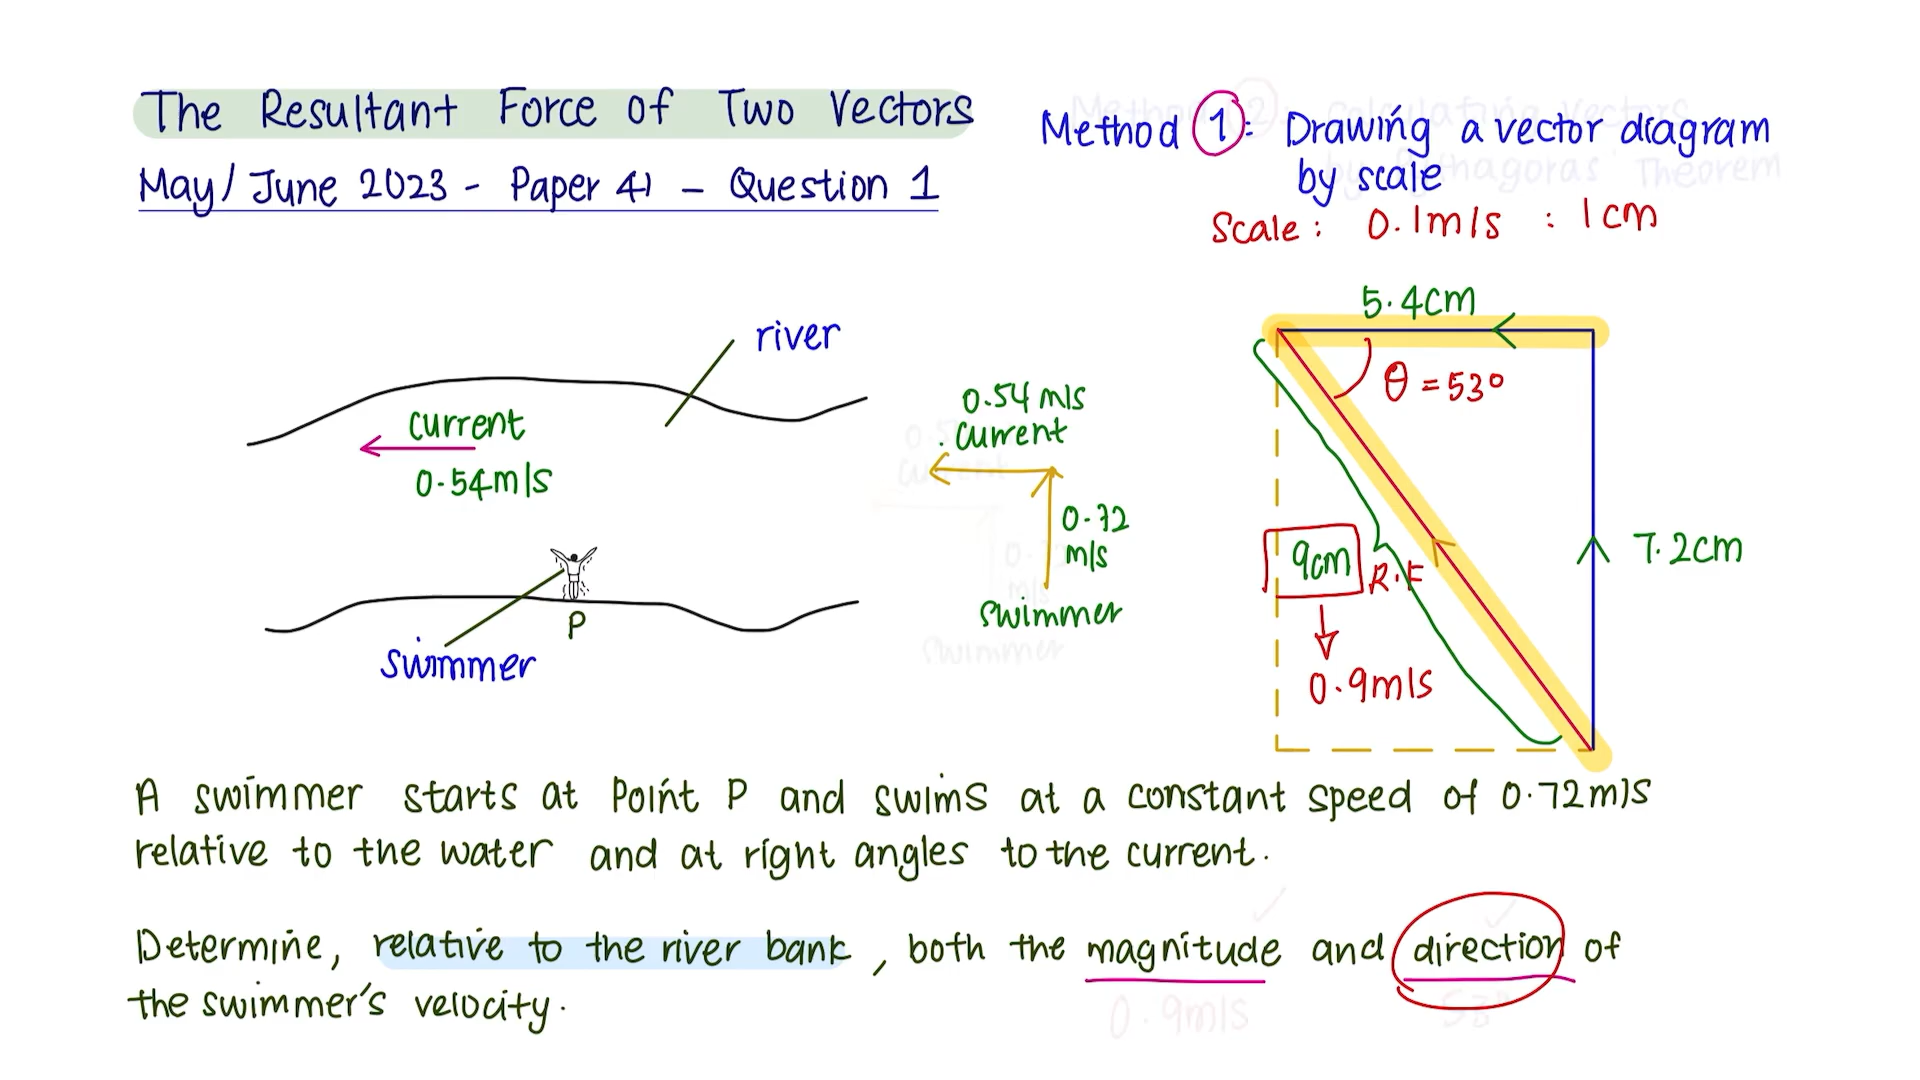 The Resultant Force of Two Vectors
May/June 2023 - Paper 41 - Question 1
Method 1: Drawing a vector diagram
by scale
Scale: 0.1m/s : 1cm
river
current
0.54m/s
swimmer
P
0.54 m/s
current
0.72
m/s
swimmer
5.4cm
θ = 53°
7.2cm
9cm
R.F
0.9m/s
A swimmer starts at Point P and swims at a constant speed of 0.72m/s
relative to the water and at right angles to the current.
Determine, relative to the river bank, both the magnitude and direction of
the swimmer's velocity.
0.9m/s